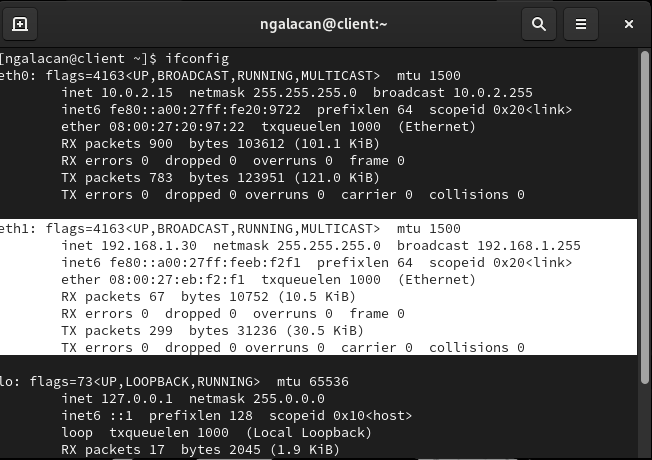 ngalacan@client:~
[ngalacan@client ~]$ ifconfig
eth0: flags=4163<UP,BROADCAST,RUNNING,MULTICAST>  mtu 1500
        inet 10.0.2.15  netmask 255.255.255.0  broadcast 10.0.2.255
        inet6 fe80::a00:27ff:fe20:9722  prefixlen 64  scopeid 0x20<link>
        ether 08:00:27:20:97:22  txqueuelen 1000  (Ethernet)
        RX packets 900  bytes 103612 (101.1 KiB)
        RX errors 0  dropped 0  overruns 0  frame 0
        TX packets 783  bytes 123951 (121.0 KiB)
        TX errors 0  dropped 0 overruns 0  carrier 0  collisions 0
eth1: flags=4163<UP,BROADCAST,RUNNING,MULTICAST>  mtu 1500
        inet 192.168.1.30  netmask 255.255.255.0  broadcast 192.168.1.255
        inet6 fe80::a00:27ff:feeb:f2f1  prefixlen 64  scopeid 0x20<link>
        ether 08:00:27:eb:f2:f1  txqueuelen 1000  (Ethernet)
        RX packets 67  bytes 10752 (10.5 KiB)
        RX errors 0  dropped 0  overruns 0  frame 0
        TX packets 299  bytes 31236 (30.5 KiB)
        TX errors 0  dropped 0 overruns 0  carrier 0  collisions 0
lo: flags=73<UP,LOOPBACK,RUNNING>  mtu 65536
        inet 127.0.0.1  netmask 255.0.0.0
        inet6 ::1  prefixlen 128  scopeid 0x10<host>
        loop  txqueuelen 1000  (Local Loopback)
        RX packets 17  bytes 2045 (1.9 KiB)